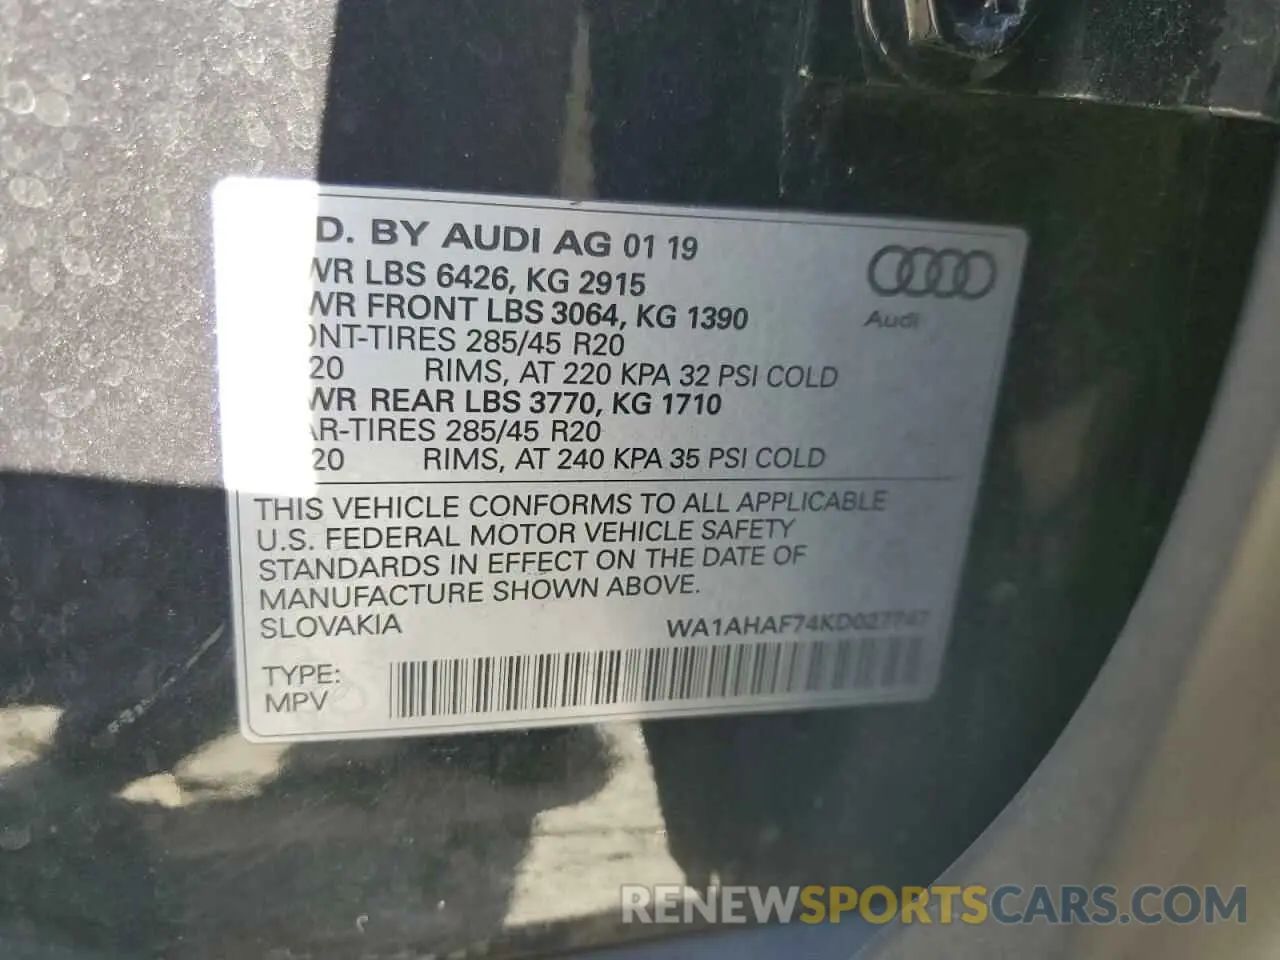 D. BY AUDI AG 01 19
WR LBS 6426, KG 2915
WR FRONT LBS 3064, KG 1390
ONT-TIRES 285/45 R20
20 RIMS, AT 220 KPA 32 PSI COLD
WR REAR LBS 3770, KG 1710
AR-TIRES 285/45 R20
20 RIMS, AT 240 KPA 35 PSI COLD
Audi
THIS VEHICLE CONFORMS TO ALL APPLICABLE
U.S. FEDERAL MOTOR VEHICLE SAFETY
STANDARDS IN EFFECT ON THE DATE OF
MANUFACTURE SHOWN ABOVE.
SLOVAKIA WA1AHAF74KD027747
TYPE:
MPV
RENEWSPORTSCARS.COM